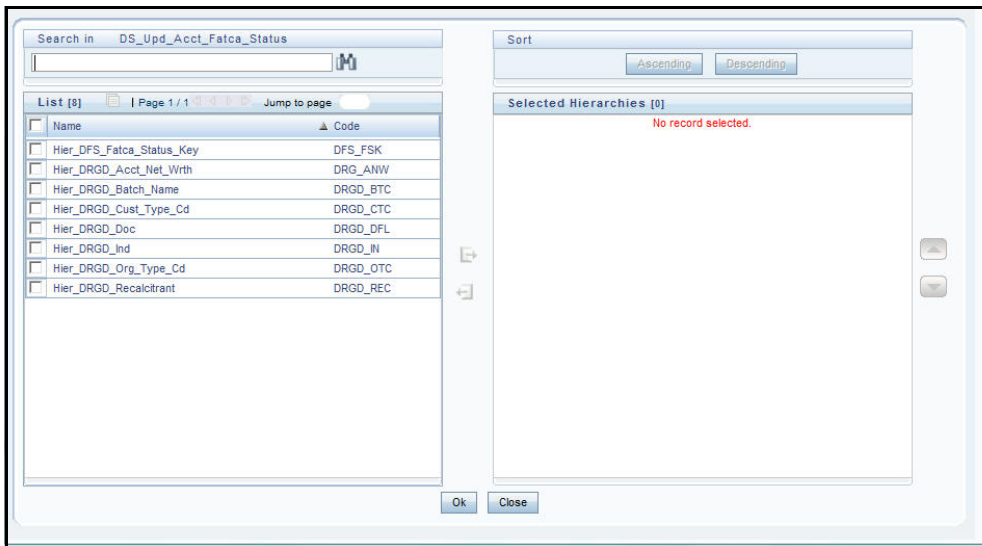 Search in DS_Upd_Acct_Fatca_Status
Sort
Ascending Descending
List [8] | Page 1 / 1 Jump to page
Selected Hierarchies [0]
Name Code
No record selected.
Hier_DFS_Fatca_Status_Key DFS_FSK
Hier_DRGD_Acct_Net_Wrth DRG_ANW
Hier_DRGD_Batch_Name DRGD_BTC
Hier_DRGD_Cust_Type_Cd DRGD_CTC
Hier_DRGD_Doc DRGD_DFL
Hier_DRGD_Ind DRGD_IN
Hier_DRGD_Org_Type_Cd DRGD_OTC
Hier_DRGD_Recalcitrant DRGD_REC
Ok Close